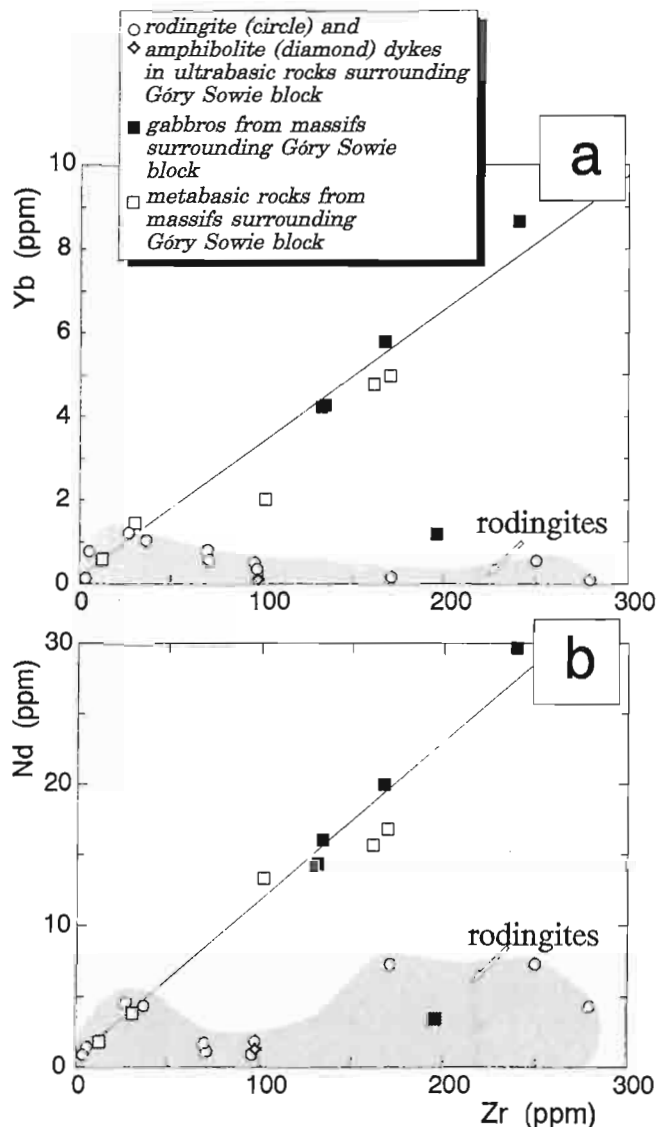 rodingite (circle) and
amphibolite (diamond) dykes
in ultrabasic rocks surrounding
Góry Sowie block
gabbros from massifs
surrounding Góry Sowie
block
metabasic rocks from
massifs surrounding
Góry Sowie block
a
10
8
6
4
2
0
Yb (ppm)
rodingites
0
100
200
300
b
30
20
10
0
Nd (ppm)
rodingites
0
100
200
300
Zr (ppm)